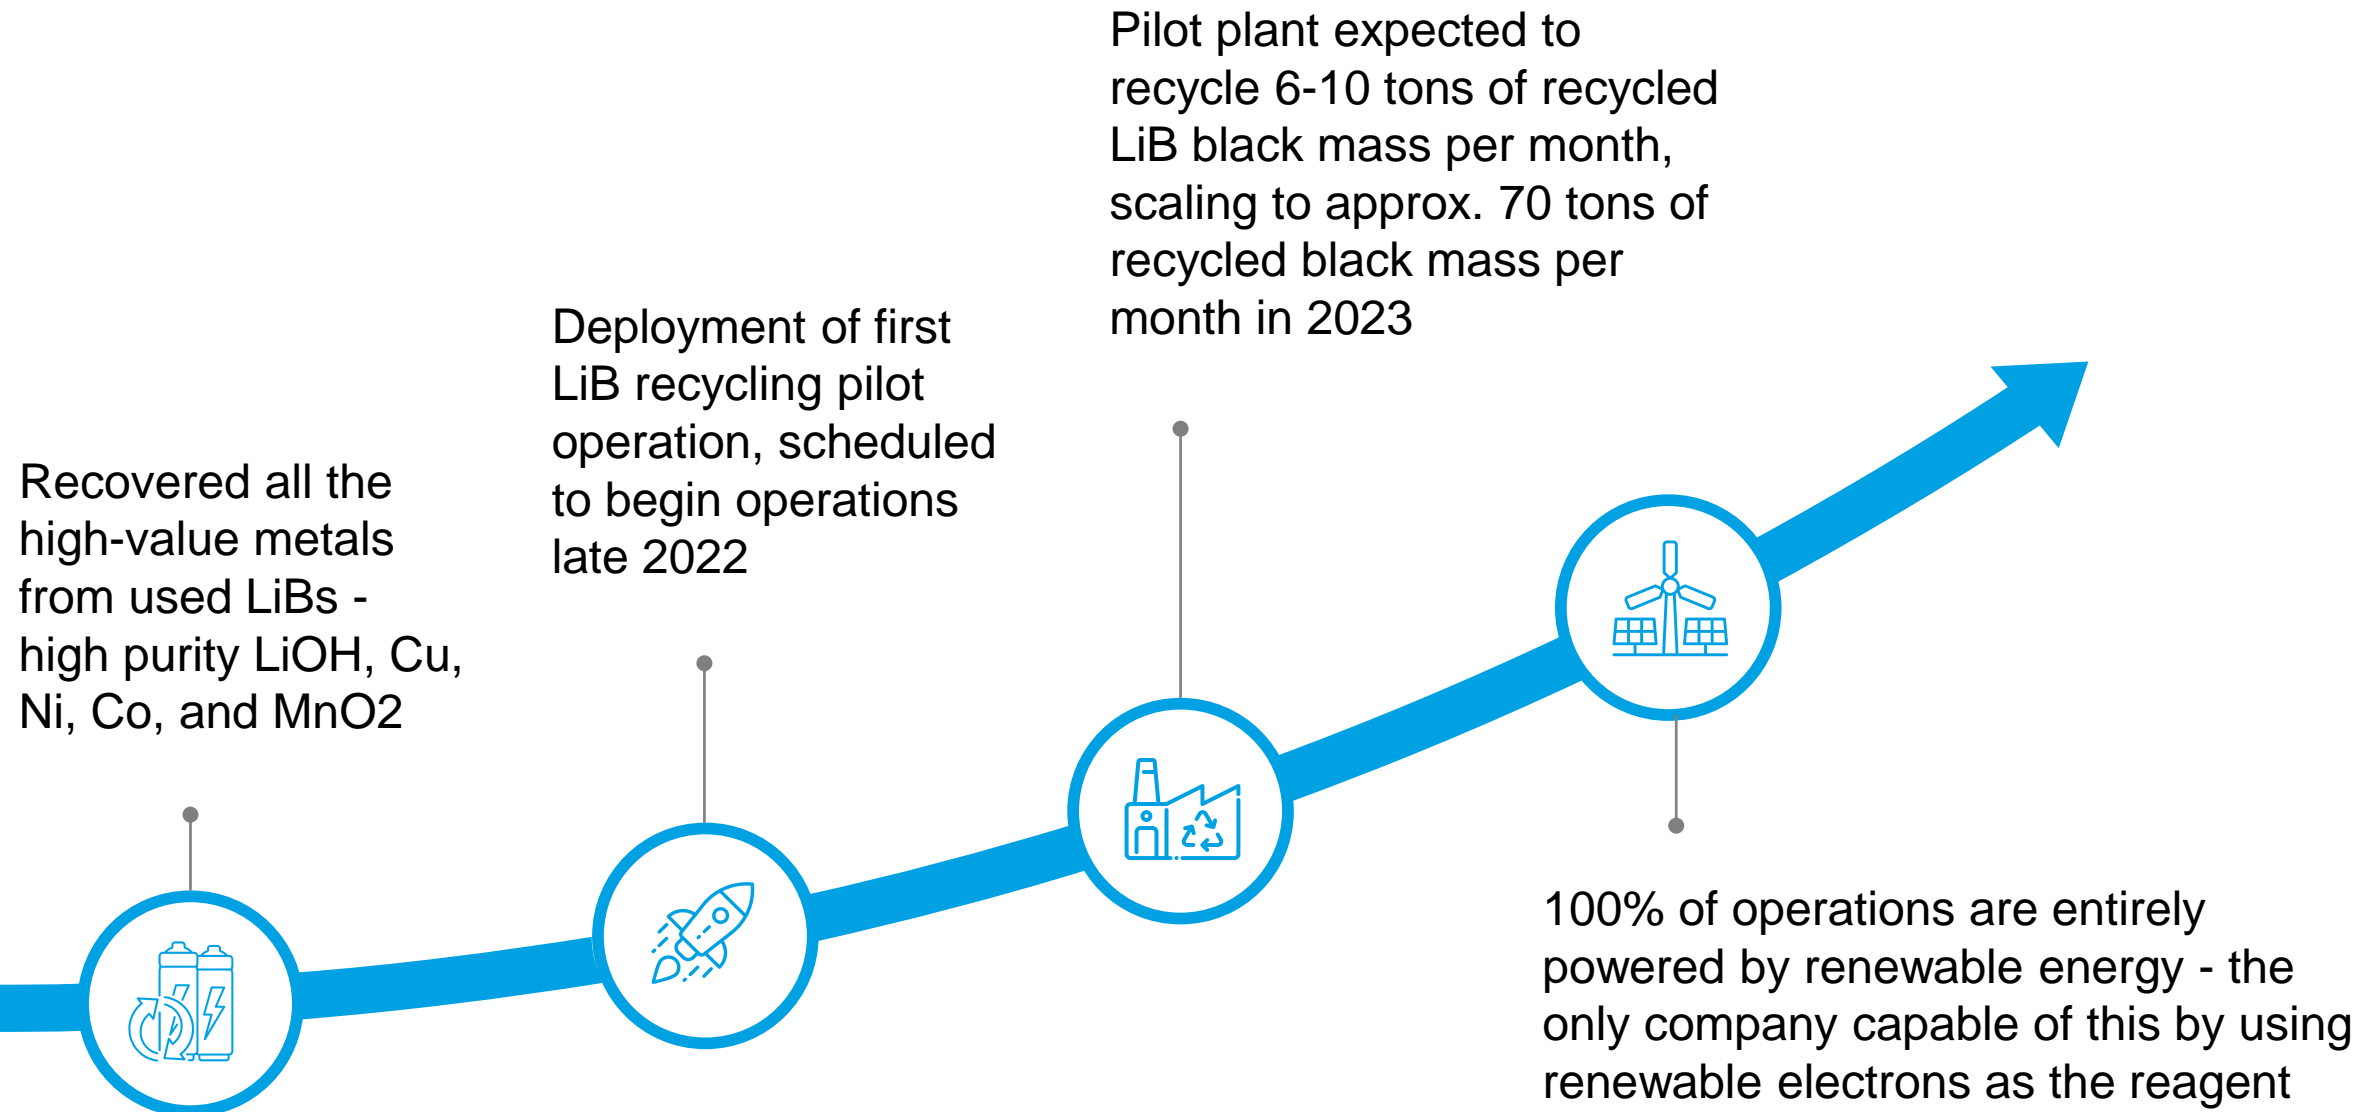 Recovered all the
high-value metals
from used LiBs -
high purity LiOH, Cu,
Ni, Co, and MnO2
Deployment of first
LiB recycling pilot
operation, scheduled
to begin operations
late 2022
Pilot plant expected to
recycle 6-10 tons of recycled
LiB black mass per month,
scaling to approx. 70 tons of
recycled black mass per
month in 2023
100% of operations are entirely
powered by renewable energy - the
only company capable of this by using
renewable electrons as the reagent